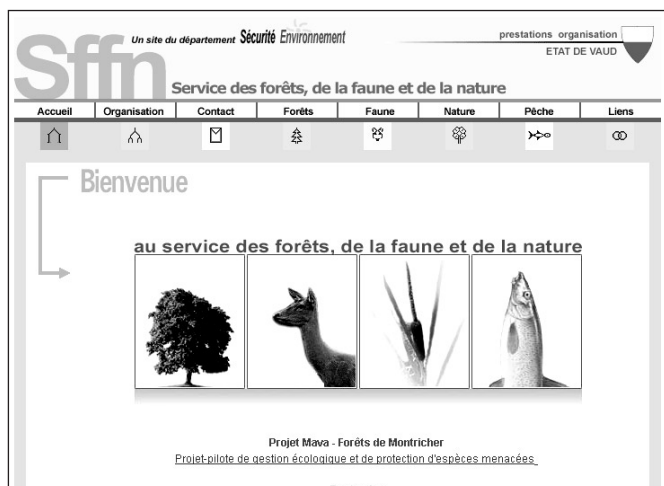 Un site du département Sécurité Environnement
prestations organisation
ETAT DE VAUD
Sffn
Service des forêts, de la faune et de la nature
Accueil Organisation Contact Forêts Faune Nature Pêche Liens
Bienvenue
au service des forêts, de la faune et de la nature
Projet Mava - Forêts de Montricher
Projet-pilote de gestion écologique et de protection d'espèces menacées